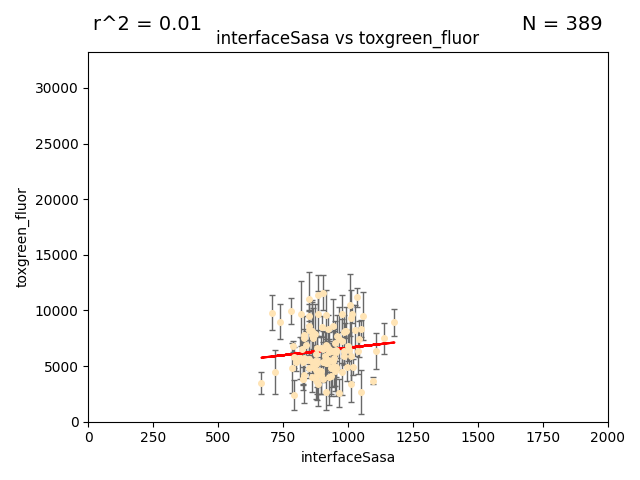 r^2 = 0.01
N = 389
interfaceSasa vs toxgreen_fluor
30000
25000
20000
15000
10000
5000
0
toxgreen_fluor
0 250 500 750 1000 1250 1500 1750 2000
interfaceSasa